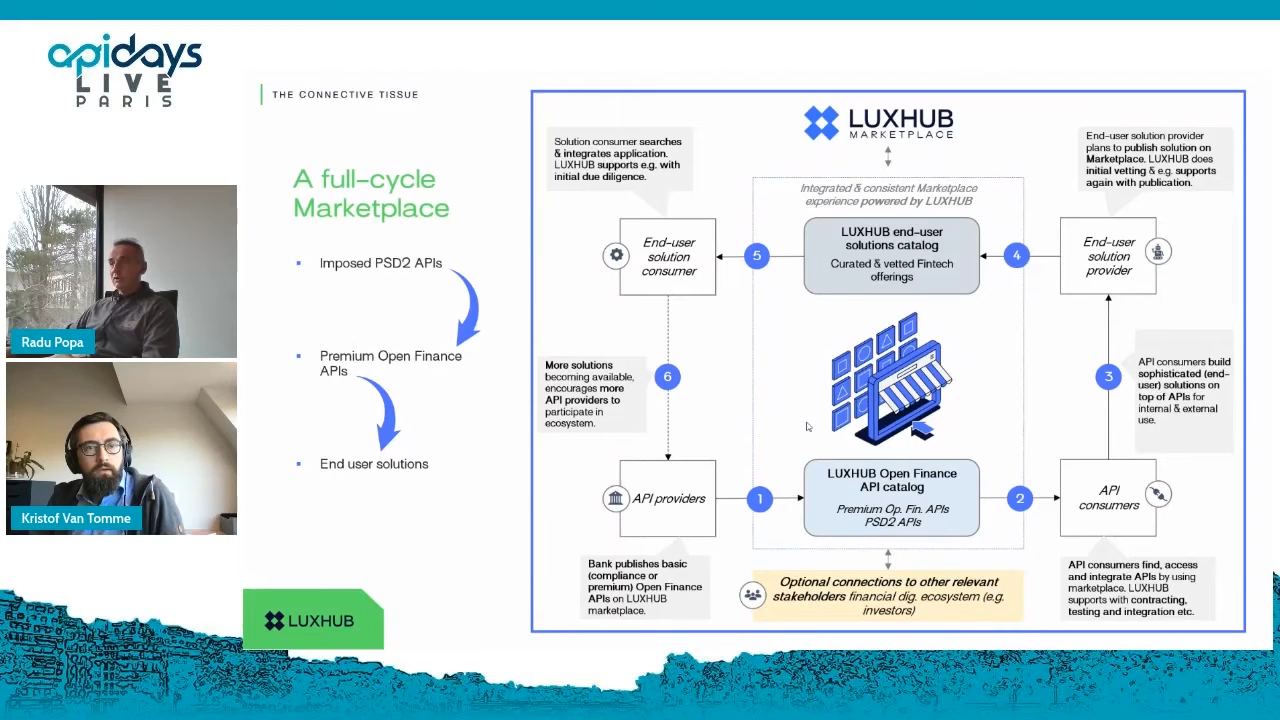 apidays
LIVE
PARIS
THE CONNECTIVE TISSUE
A full-cycle
Marketplace
Imposed PSD2 APIs
Premium Open Finance
APIs
End user solutions
LUXHUB
Radu Popa
Kristof Van Tomme
LUXHUB
MARKETPLACE
Solution consumer searches
& integrates application.
LUXHUB supports e.g. with
initial due diligence.
Integrated & consistent Marketplace
experience powered by LUXHUB
End-user solution provider
plans to publish solution on
Marketplace. LUXHUB does
initial vetting & e.g. supports
again with publication.
End-user
solution
consumer
5
LUXHUB end-user
solutions catalog
Curated & vetted Fintech
offerings
4
End-user
solution
provider
More solutions
becoming available,
encourages more
API providers to
participate in
ecosystem.
6
3
API consumers build
sophisticated (end-
user) solutions on
top of APIs for
internal & external
use.
API providers
1
LUXHUB Open Finance
API catalog
Premium Op. Fin. APIs
PSD2 APIs
2
API
consumers
Bank publishes basic
(compliance or
premium) Open Finance
APIs on LUXHUB
marketplace.
Optional connections to other relevant
stakeholders financial dig. ecosystem (e.g.
investors)
API consumers find, access
and integrate APIs by using
marketplace. LUXHUB
supports with contracting,
testing and integration etc.